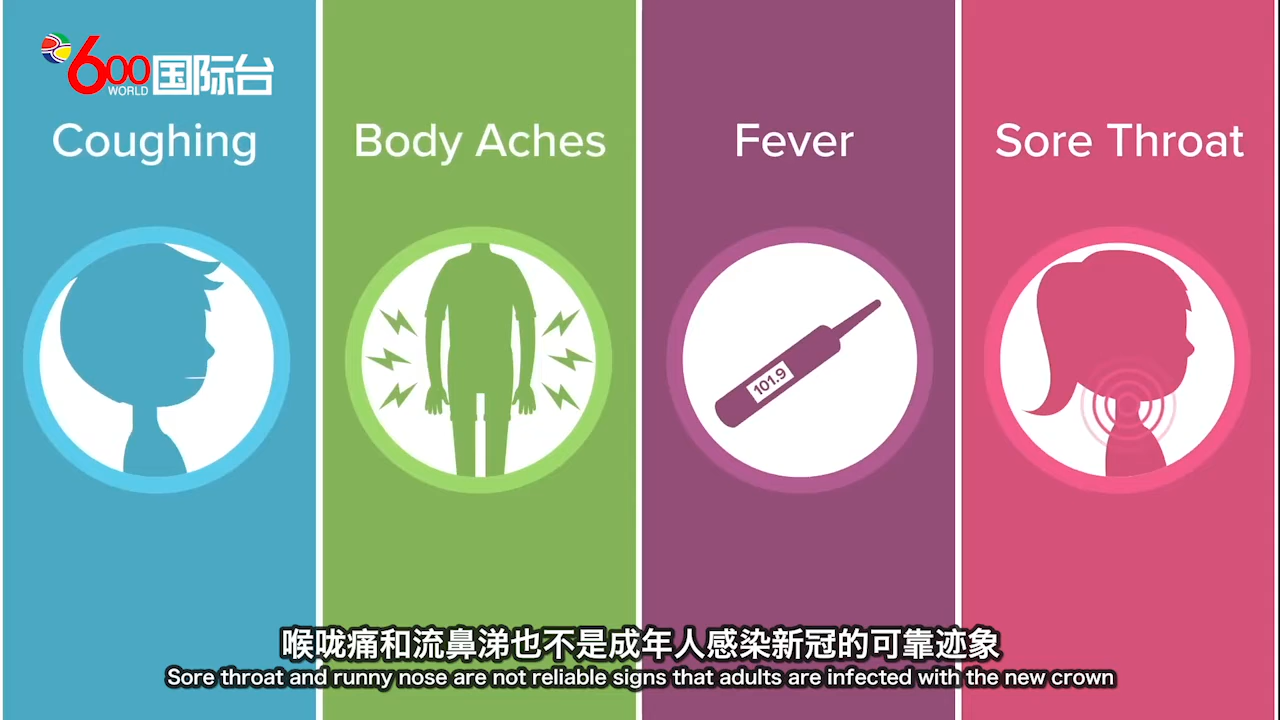 600
WORLD
国际台
Coughing
Body Aches
Fever
Sore Throat
101.9
喉咙痛和流鼻涕也不是成年人感染新冠的可靠迹象
Sore throat and runny nose are not reliable signs that adults are infected with the new crown